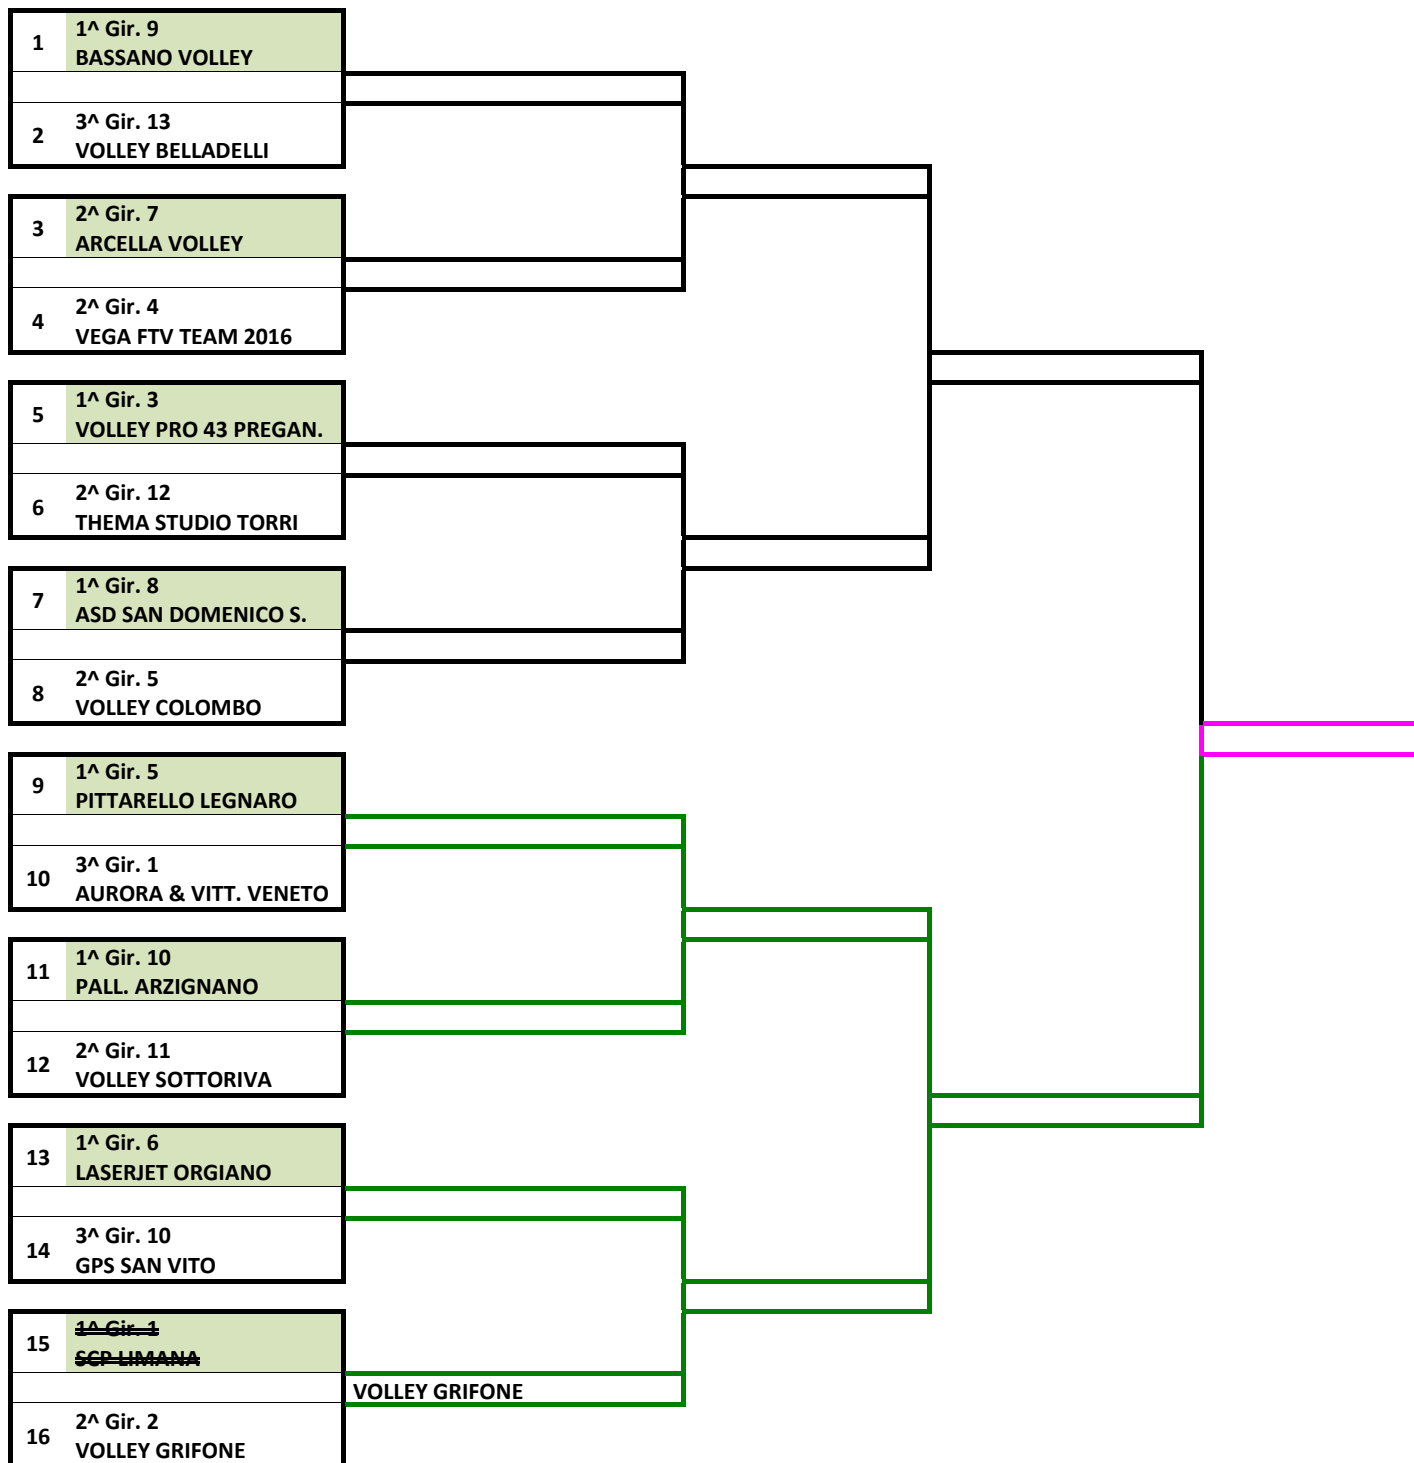 1
1^ Gir. 9
BASSANO VOLLEY
2
3^ Gir. 13
VOLLEY BELLADELLI
3
2^ Gir. 7
ARCELLA VOLLEY
4
2^ Gir. 4
VEGA FTV TEAM 2016
5
1^ Gir. 3
VOLLEY PRO 43 PREGAN.
6
2^ Gir. 12
THEMA STUDIO TORRI
7
1^ Gir. 8
ASD SAN DOMENICO S.
8
2^ Gir. 5
VOLLEY COLOMBO
9
1^ Gir. 5
PITTARELLO LEGNARO
10
3^ Gir. 1
AURORA & VITT. VENETO
11
1^ Gir. 10
PALL. ARZIGNANO
12
2^ Gir. 11
VOLLEY SOTTORIVA
13
1^ Gir. 6
LASERJET ORGIANO
14
3^ Gir. 10
GPS SAN VITO
15
1^ Gir. 1
SCP LIMANA
VOLLEY GRIFONE
16
2^ Gir. 2
VOLLEY GRIFONE